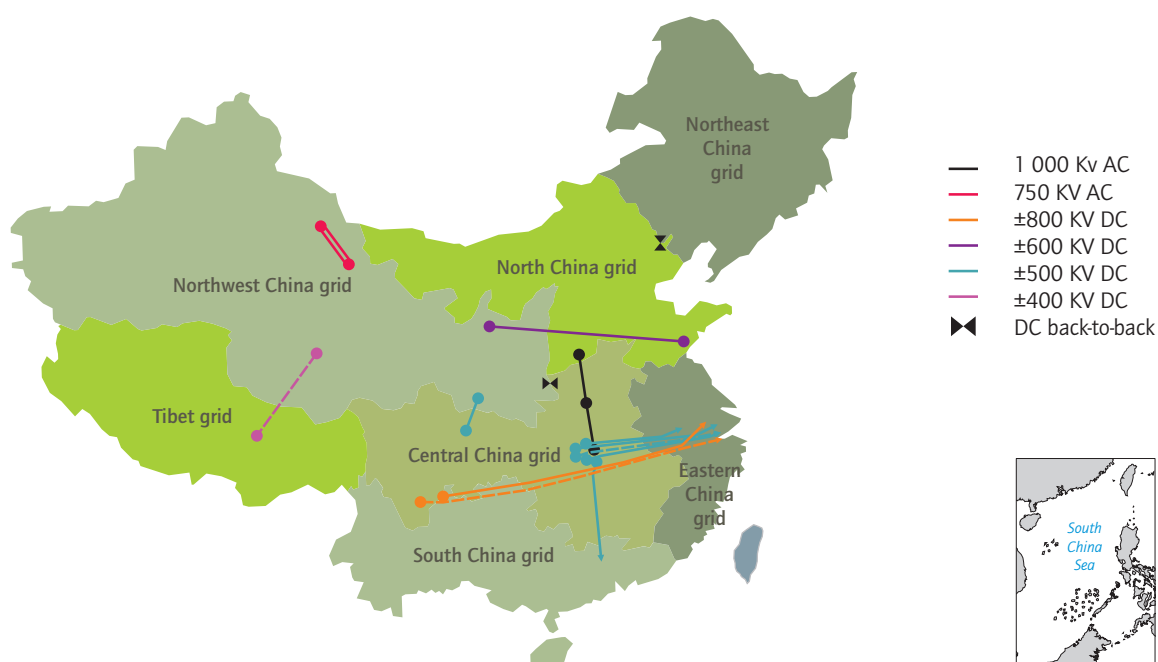 Northeast
China
grid
North China grid
Northwest China grid
Tibet grid
Central China grid
Eastern
China
grid
South China grid
1 000 Kv AC
750 KV AC
±800 KV DC
±600 KV DC
±500 KV DC
±400 KV DC
DC back-to-back
South
China
Sea